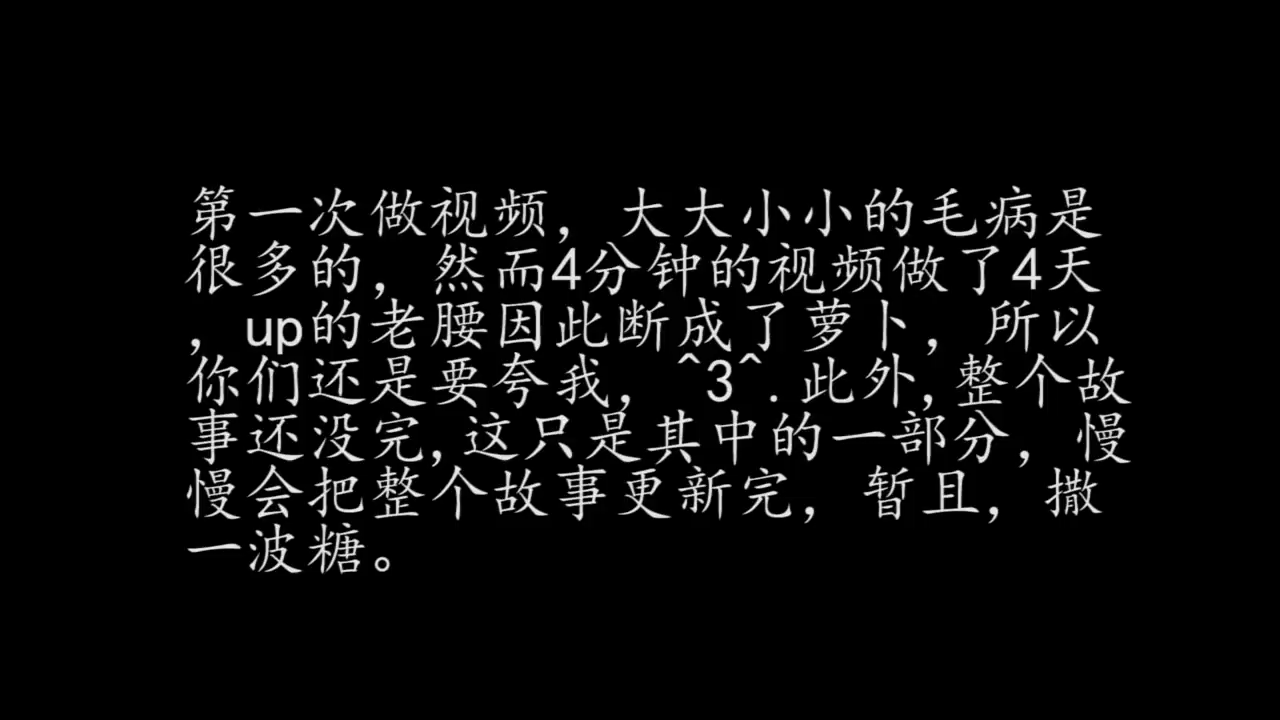 第一次做视频，大大小小的毛病是
很多的，然而4分钟的视频做了4天
，up的老腰因此断成了萝卜，所以
你们还是要夸我，^3^.此外,整个故
事还没完,这只是其中的一部分，慢
慢会把整个故事更新完，暂且，撒
一波糖。